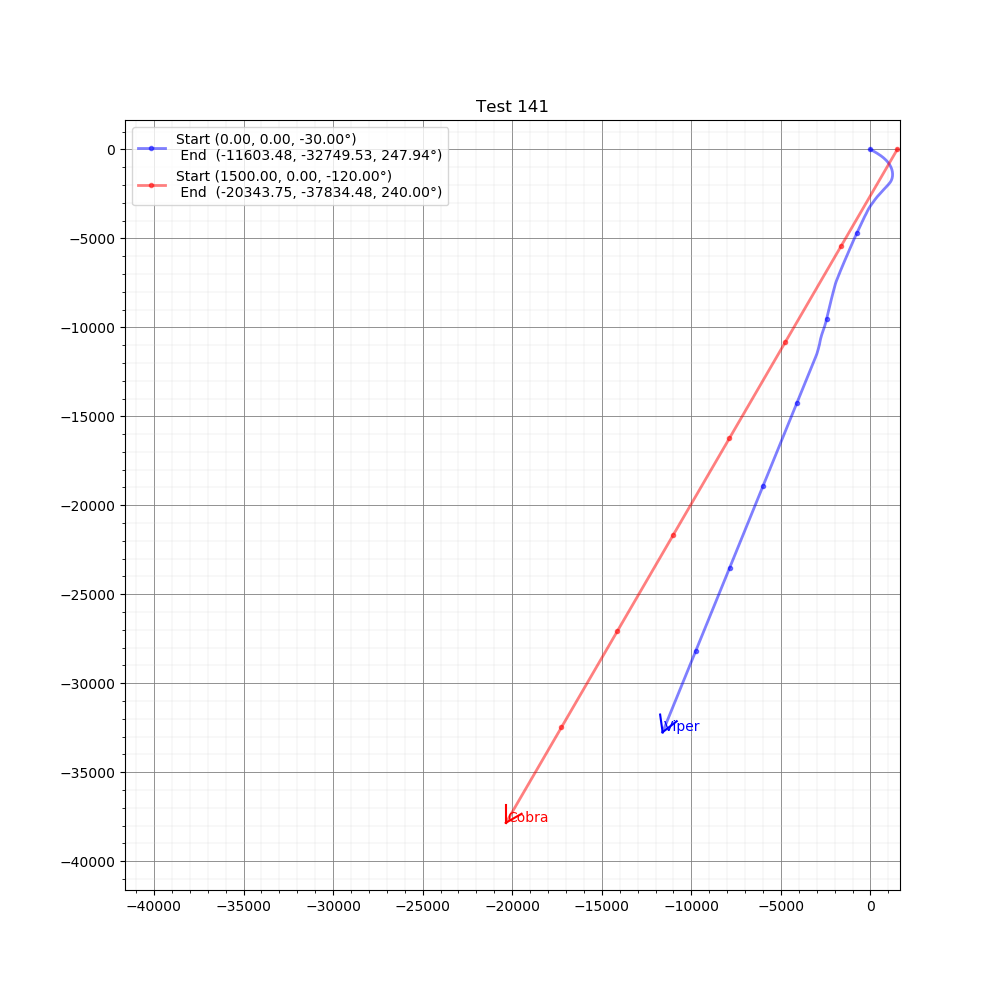 Test 141
Start (0.00, 0.00, -30.00°)
End (-11603.48, -32749.53, 247.94°)
Start (1500.00, 0.00, -120.00°)
End (-20343.75, -37834.48, 240.00°)
0
−5000
−10000
−15000
−20000
−25000
−30000
−35000
−40000
Viper
Cobra
−40000 −35000 −30000 −25000 −20000 −15000 −10000 −5000 0